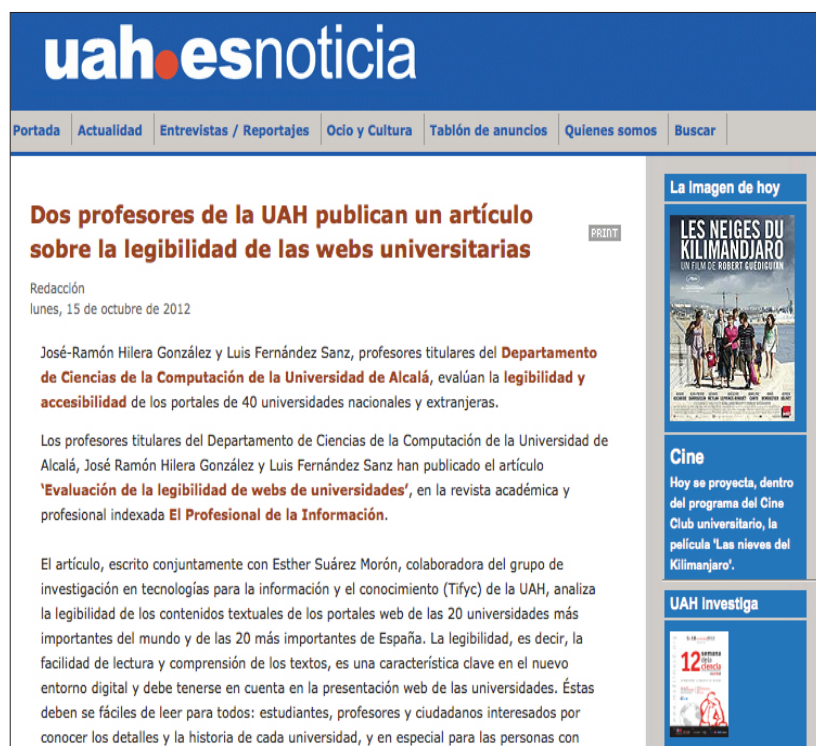 uah.esnoticia
Portada Actualidad Entrevistas / Reportajes Ocio y Cultura Tablón de anuncios Quienes somos Buscar
Dos profesores de la UAH publican un artículo
sobre la legibilidad de las webs universitarias
PRINT
Redacción
lunes, 15 de octubre de 2012
José-Ramón Hilera González y Luis Fernández Sanz, profesores titulares del Departamento
de Ciencias de la Computación de la Universidad de Alcalá, evalúan la legibilidad y
accesibilidad de los portales de 40 universidades nacionales y extranjeras.
Los profesores titulares del Departamento de Ciencias de la Computación de la Universidad de
Alcalá, José Ramón Hilera González y Luis Fernández Sanz han publicado el artículo
'Evaluación de la legibilidad de webs de universidades', en la revista académica y
profesional indexada El Profesional de la Información.
El artículo, escrito conjuntamente con Esther Suárez Morón, colaboradora del grupo de
investigación en tecnologías para la información y el conocimiento (Tifyc) de la UAH, analiza
la legibilidad de los contenidos textuales de los portales web de las 20 universidades más
importantes del mundo y de las 20 más importantes de España. La legibilidad, es decir, la
facilidad de lectura y comprensión de los textos, es una característica clave en el nuevo
entorno digital y debe tenerse en cuenta en la presentación web de las universidades. Éstas
deben se fáciles de leer para todos: estudiantes, profesores y ciudadanos interesados por
conocer los detalles y la historia de cada universidad, y en especial para las personas con
La imagen de hoy
LES NEIGES DU
KILIMANDJARO
UN FILM DE ROBERT GUÉDIGUIAN
Cine
Hoy se proyecta, dentro
del programa del Cine
Club universitario, la
película 'Las nieves del
Kilimanjaro'.
UAH Investiga
12 semana
de la
ciencia